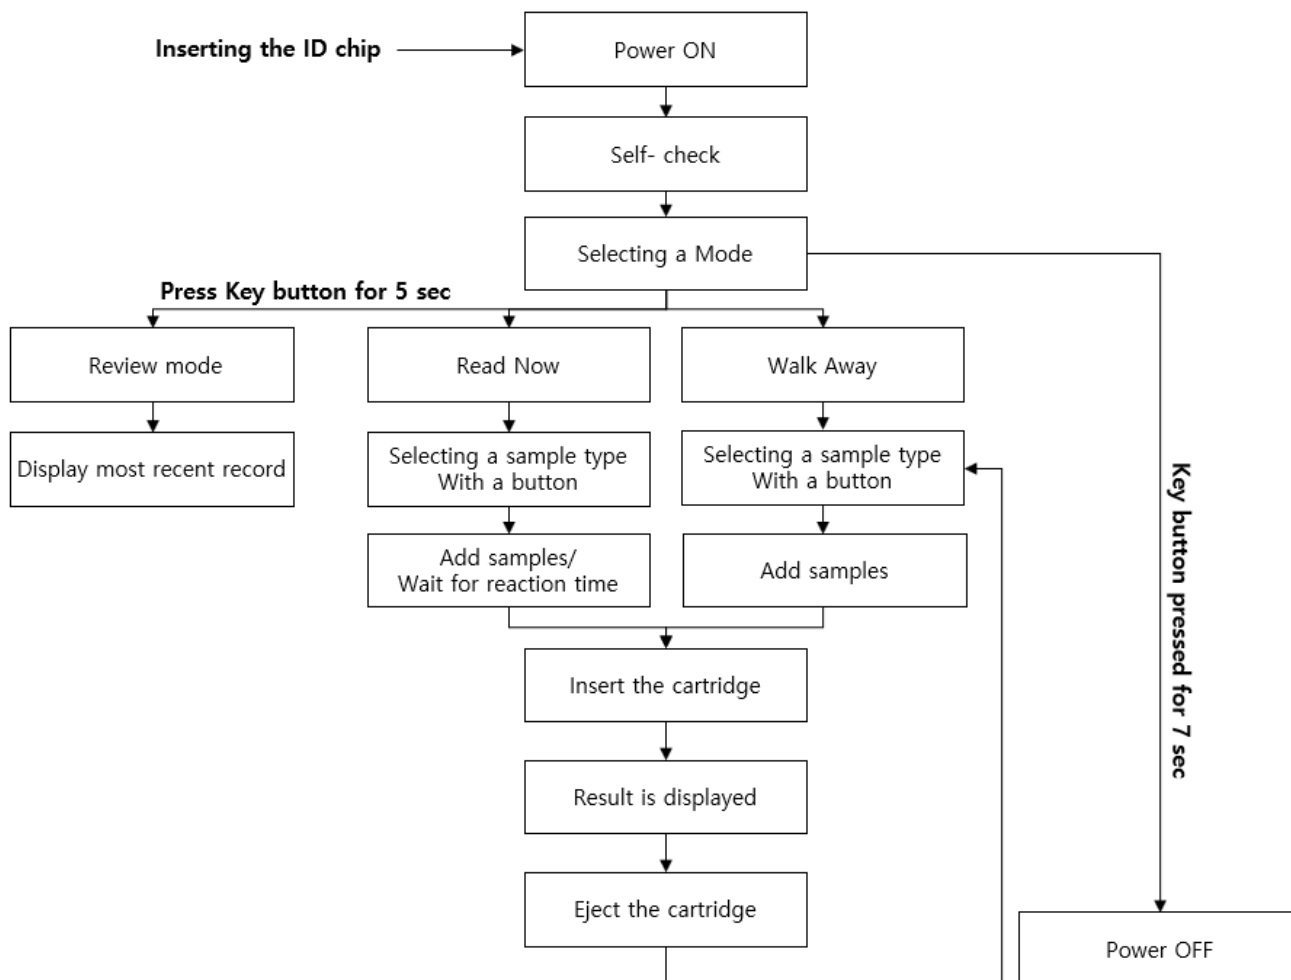 Inserting the ID chip
Power ON
Self- check
Selecting a Mode
Press Key button for 5 sec
Review mode
Read Now
Walk Away
Display most recent record
Selecting a sample type
With a button
Selecting a sample type
With a button
Add samples/
Wait for reaction time
Add samples
Key button pressed for 7 sec
Insert the cartridge
Result is displayed
Eject the cartridge
Power OFF